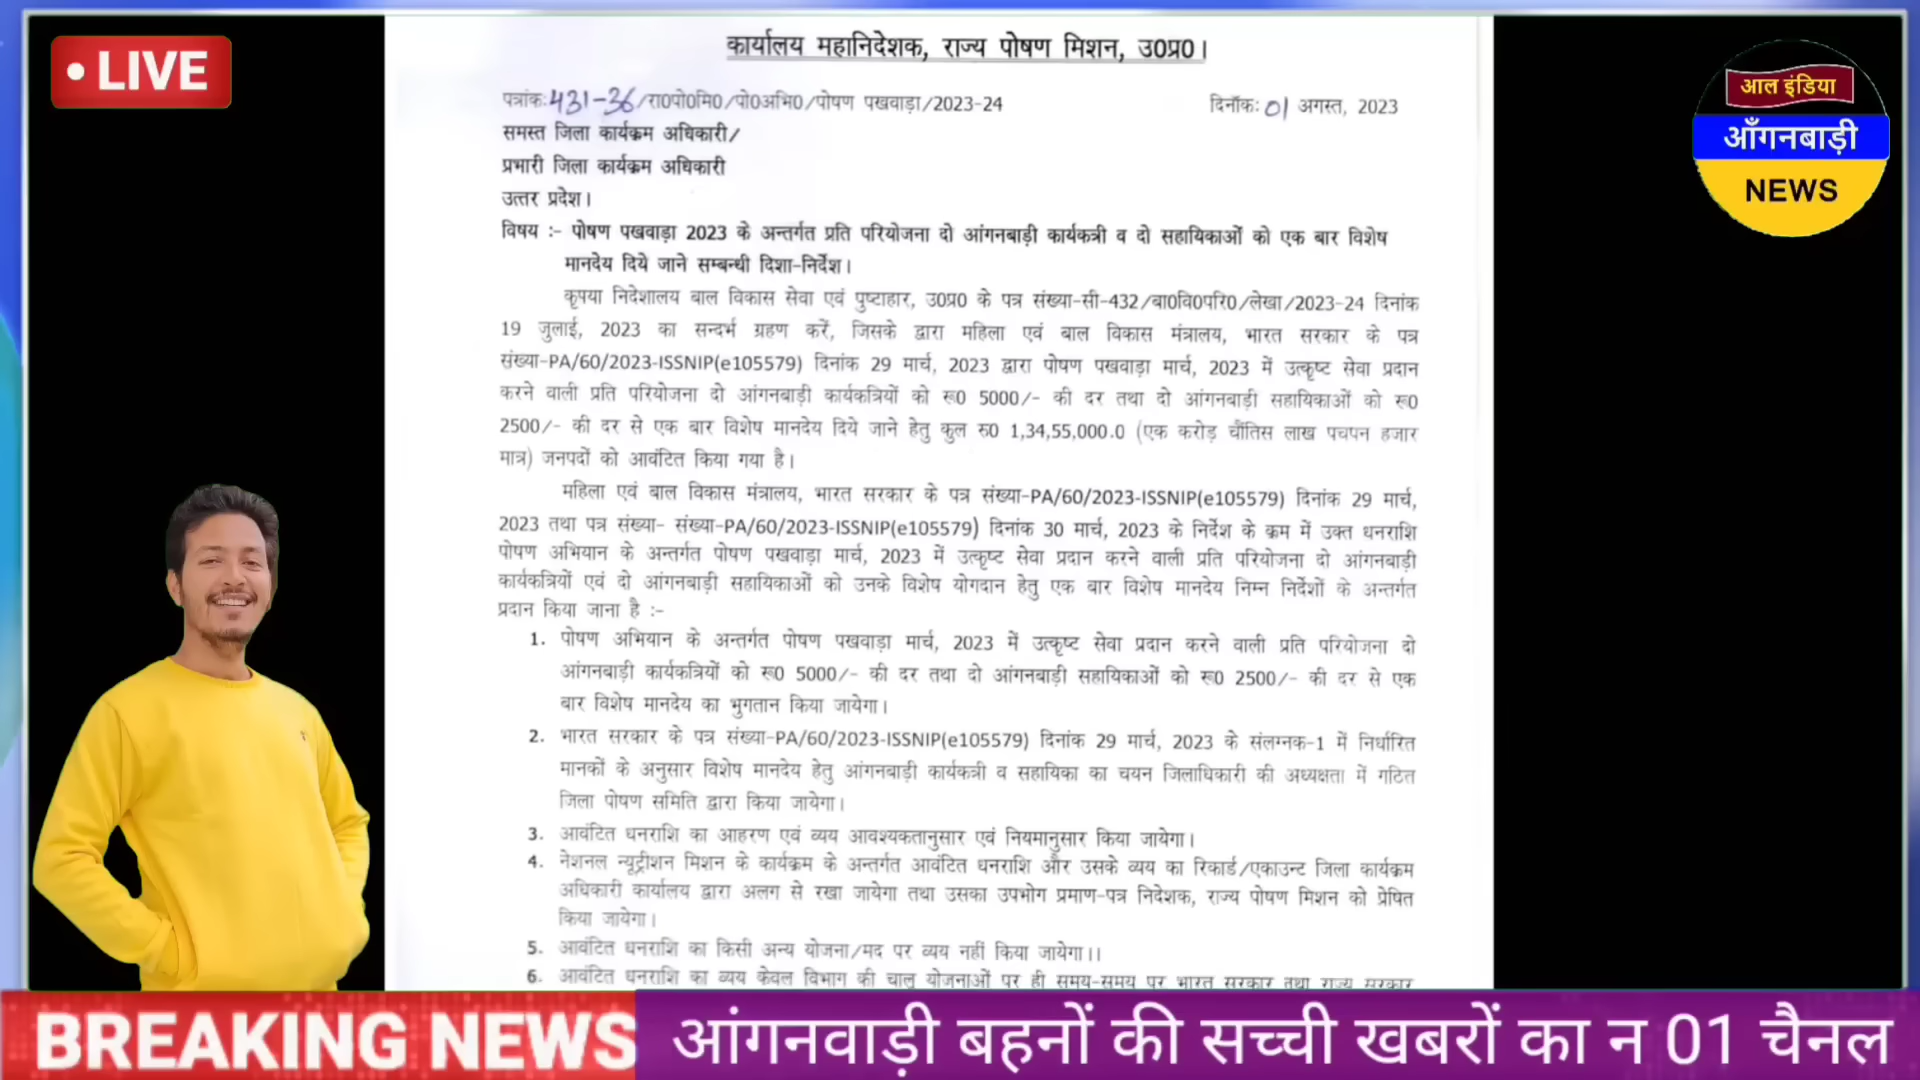 • LIVE
कार्यालय महानिदेशक, राज्य पोषण मिशन, उ0प्र0।
पत्रांक:431-36/रा0पो0मि0/पो0अभि0/पोषण पखवाड़ा/2023-24 दिनॉकः 01 अगस्त, 2023
समस्त जिला कार्यक्रम अधिकारी/
प्रभारी जिला कार्यक्रम अधिकारी
उत्तर प्रदेश।
विषय :- पोषण पखवाड़ा 2023 के अन्तर्गत प्रति परियोजना दो आंगनबाड़ी कार्यकत्री व दो सहायिकाओं को एक बार विशेष
मानदेय दिये जाने सम्बन्धी दिशा-निर्देश।
कृपया निदेशालय बाल विकास सेवा एवं पुष्टाहार, उ0प्र0 के पत्र संख्या-सी-432/बा0वि0परि0/लेखा/2023-24 दिनांक
19 जुलाई, 2023 का सन्दर्भ ग्रहण करें, जिसके द्वारा महिला एवं बाल विकास मंत्रालय, भारत सरकार के पत्र
संख्या-PA/60/2023-ISSNIP(e105579) दिनांक 29 मार्च, 2023 द्वारा पोषण पखवाड़ा मार्च, 2023 में उत्कृष्ट सेवा प्रदान
करने वाली प्रति परियोजना दो आंगनबाड़ी कार्यकत्रियों को रू0 5000/- की दर तथा दो आंगनबाड़ी सहायिकाओं को रू0
2500/- की दर से एक बार विशेष मानदेय दिये जाने हेतु कुल रु0 1,34,55,000.0 (एक करोड़ चौंतिस लाख पचपन हजार
मात्र) जनपदों को आवंटित किया गया है।
महिला एवं बाल विकास मंत्रालय, भारत सरकार के पत्र संख्या-PA/60/2023-ISSNIP(e105579) दिनांक 29 मार्च,
2023 तथा पत्र संख्या- संख्या-PA/60/2023-ISSNIP(e105579) दिनांक 30 मार्च, 2023 के निर्देश के क्रम में उक्त धनराशि
पोषण अभियान के अन्तर्गत पोषण पखवाड़ा मार्च, 2023 में उत्कृष्ट सेवा प्रदान करने वाली प्रति परियोजना दो आंगनबाड़ी
कार्यकत्रियों एवं दो आंगनबाड़ी सहायिकाओं को उनके विशेष योगदान हेतु एक बार विशेष मानदेय निम्न निर्देशों के अन्तर्गत
प्रदान किया जाना है :-
1. पोषण अभियान के अन्तर्गत पोषण पखवाड़ा मार्च, 2023 में उत्कृष्ट सेवा प्रदान करने वाली प्रति परियोजना दो
आंगनबाड़ी कार्यकत्रियों को रू0 5000/- की दर तथा दो आंगनबाड़ी सहायिकाओं को रू0 2500/- की दर से एक
बार विशेष मानदेय का भुगतान किया जायेगा।
2. भारत सरकार के पत्र संख्या-PA/60/2023-ISSNIP(e105579) दिनांक 29 मार्च, 2023 के संलग्नक-1 में निर्धारित
मानकों के अनुसार विशेष मानदेय हेतु आंगनबाड़ी कार्यकत्री व सहायिका का चयन जिलाधिकारी की अध्यक्षता में गठित
जिला पोषण समिति द्वारा किया जायेगा।
3. आवंटित धनराशि का आहरण एवं व्यय आवश्यकतानुसार एवं नियमानुसार किया जायेगा।
4. नेशनल न्यूट्रीशन मिशन के कार्यक्रम के अन्तर्गत आवंटित धनराशि और उसके व्यय का रिकार्ड/एकाउन्ट जिला कार्यक्रम
अधिकारी कार्यालय द्वारा अलग से रखा जायेगा तथा उसका उपभोग प्रमाण-पत्र निदेशक, राज्य पोषण मिशन को प्रेषित
किया जायेगा।
5. आवंटित धनराशि का किसी अन्य योजना/मद पर व्यय नहीं किया जायेगा।।
6. आवंटित धनराशि का व्यय केवल विभाग की चालू योजनाओं पर ही समय-समय पर भारत सरकार तथा राज्य सरकार
आल इंडिया
आँगनबाड़ी
NEWS
BREAKING NEWS
आंगनवाड़ी बहनों की सच्ची खबरों का न 01 चैनल